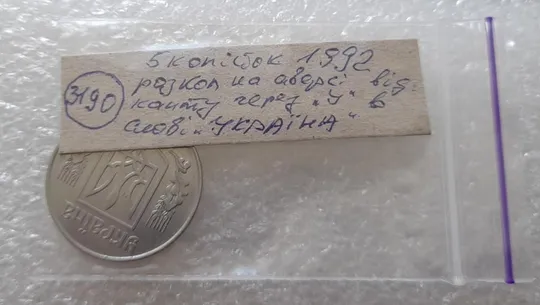 5 копійок 1992
розкол на аверсі від
3190
канту через „У" в
слові „УКРАЇНА"
УКРАЇНА